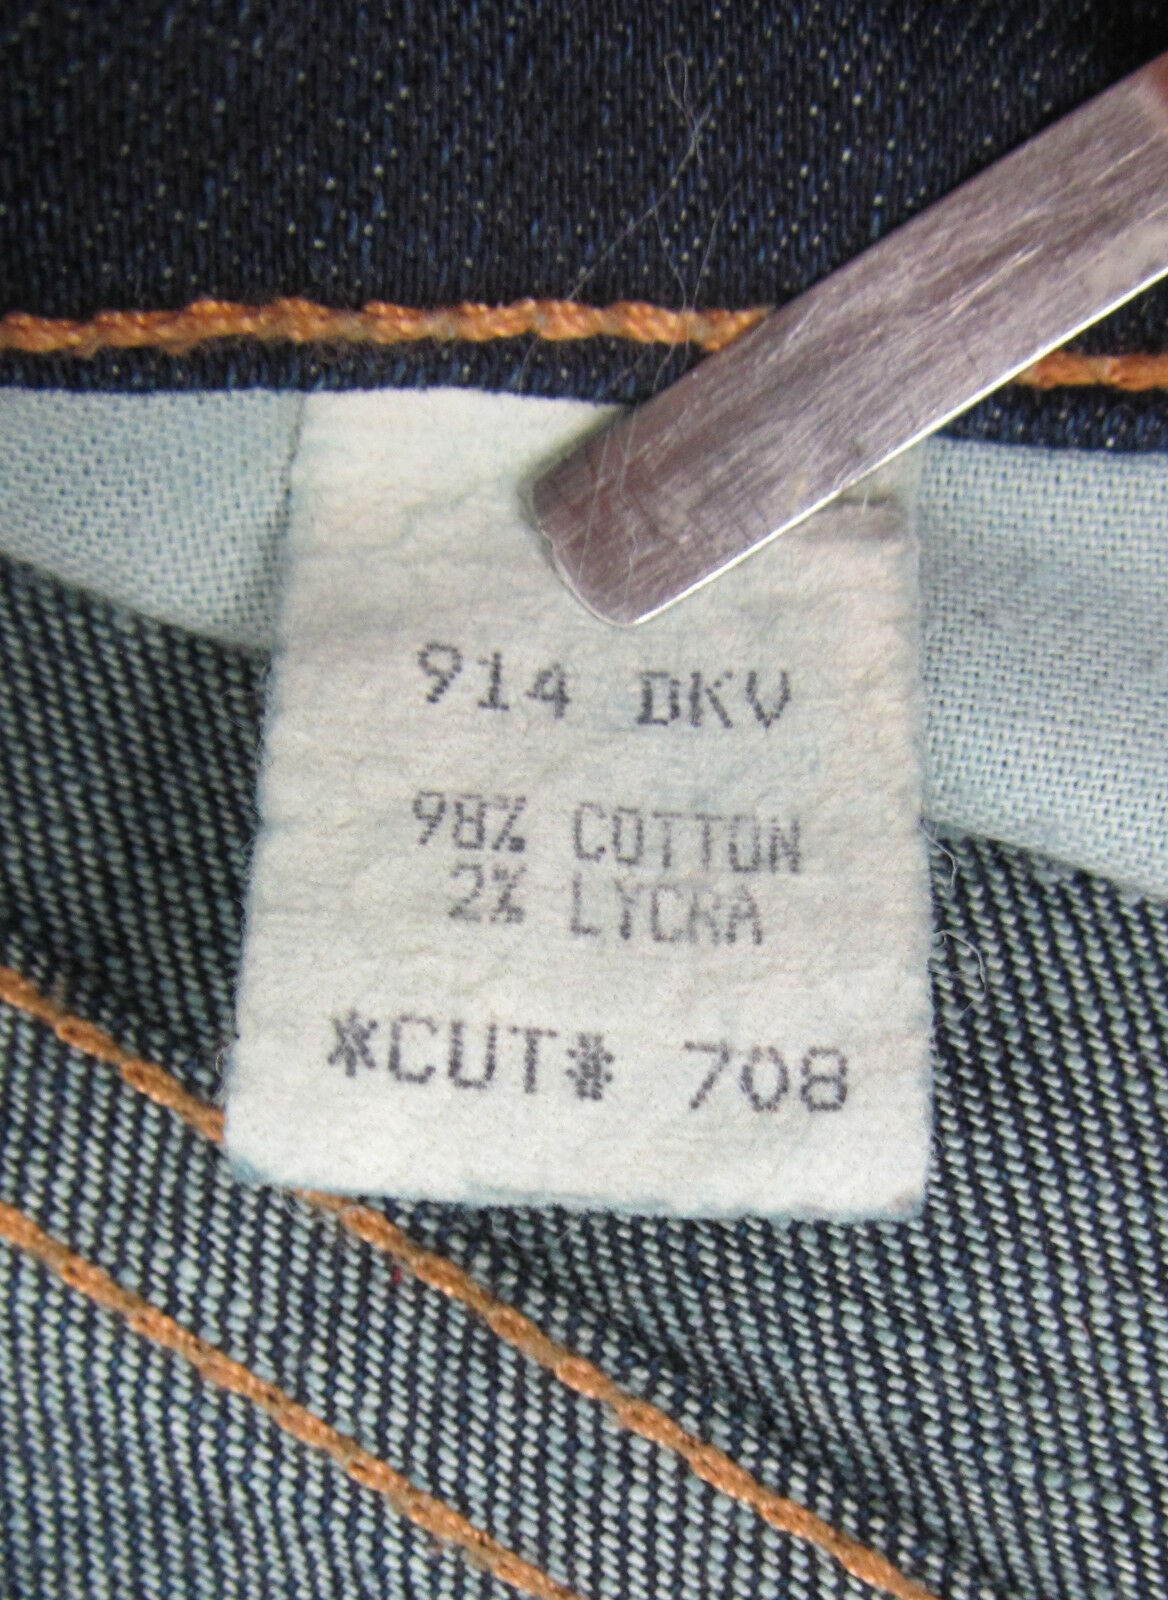 914 DKV
98% COTTON
2% LYCRA
*CUT* 708